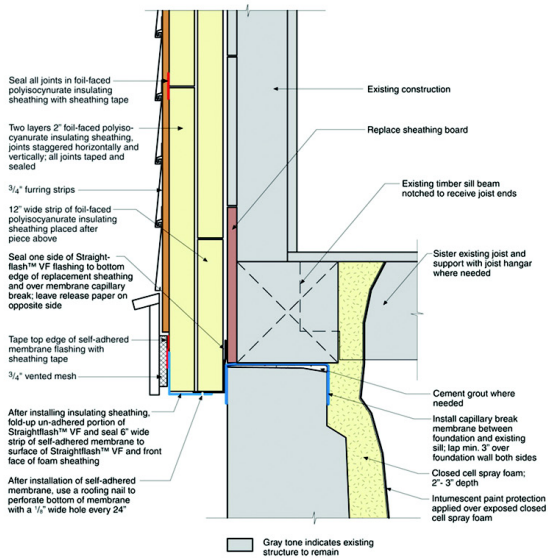 Seal all joints in foil-faced
polyisocynurate insulating
sheathing with sheathing tape
Two layers 2" foil-faced polyiso-
cyanurate insulating sheathing,
joints staggered horizontally and
vertically; all joints taped and
sealed
3/4" furring strips
12" wide strip of foil-faced
polyisocyanurate insulating
sheathing placed after
piece above
Seal one side of Straight-
flash™ VF flashing to bottom
edge of replacement sheathing
and over membrane capillary
break; leave release paper on
opposite side
Tape top edge of self-adhered
membrane flashing with
sheathing tape
3/4" vented mesh
After installing insulating sheathing,
fold-up un-adhered portion of
Straightflash™ VF and seal 6" wide
strip of self-adhered membrane to
surface of Straightflash™ VF and front
face of foam sheathing
After installation of self-adhered
membrane, use a roofing nail to
perforate bottom of membrane
with a 1/8" wide hole every 24"
Existing construction
Replace sheathing board
Existing timber sill beam
notched to receive joist ends
Sister existing joist and
support with joist hangar
where needed
Cement grout where
needed
Install capillary break
membrane between
foundation and existing
sill; lap min. 3" over
foundation wall both sides
Closed cell spray foam;
2"- 3" depth
Intumescent paint protection
applied over exposed closed
cell spray foam
Gray tone indicates existing
structure to remain